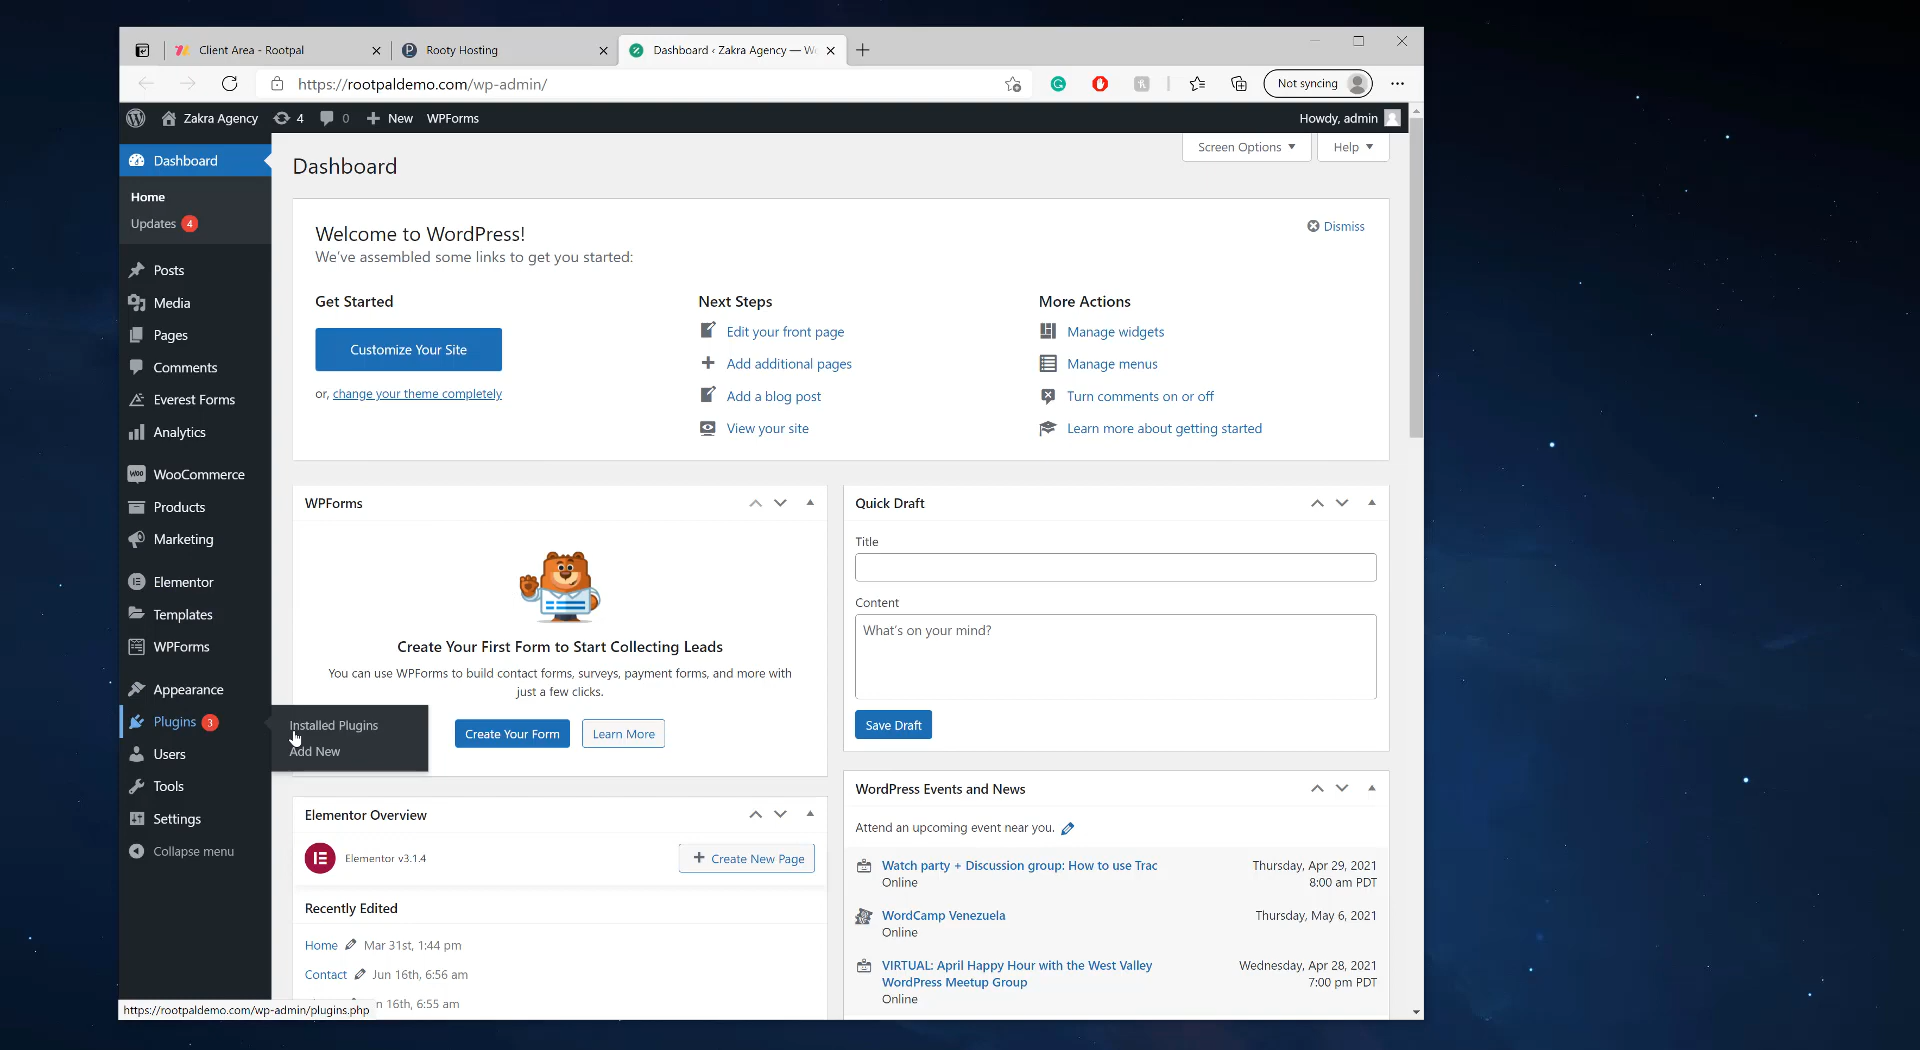 Client Area - Rootpal
Rooty Hosting
Dashboard ‹ Zakra Agency — W
https://rootpaldemo.com/wp-admin/
Not syncing
Zakra Agency
4
0
New
WPForms
Howdy, admin
Dashboard
Home
Updates 4
Posts
Media
Pages
Comments
Everest Forms
Analytics
WooCommerce
Products
Marketing
Elementor
Templates
WPForms
Appearance
Plugins 3
Users
Tools
Settings
Collapse menu
Installed Plugins
Add New
Dashboard
Screen Options
Help
Welcome to WordPress!
We've assembled some links to get you started:
Dismiss
Get Started
Customize Your Site
or, change your theme completely
Next Steps
Edit your front page
Add additional pages
Add a blog post
View your site
More Actions
Manage widgets
Manage menus
Turn comments on or off
Learn more about getting started
WPForms
Create Your First Form to Start Collecting Leads
You can use WPForms to build contact forms, surveys, payment forms, and more with
just a few clicks.
Create Your Form
Learn More
Elementor Overview
Elementor v3.1.4
Create New Page
Recently Edited
Home Mar 31st, 1:44 pm
Contact Jun 16th, 6:56 am
n 16th, 6:55 am
Quick Draft
Title
Content
What's on your mind?
Save Draft
WordPress Events and News
Attend an upcoming event near you.
Watch party + Discussion group: How to use Trac
Online
Thursday, Apr 29, 2021
8:00 am PDT
WordCamp Venezuela
Online
Thursday, May 6, 2021
VIRTUAL: April Happy Hour with the West Valley
WordPress Meetup Group
Online
Wednesday, Apr 28, 2021
7:00 pm PDT
https://rootpaldemo.com/wp-admin/plugins.php